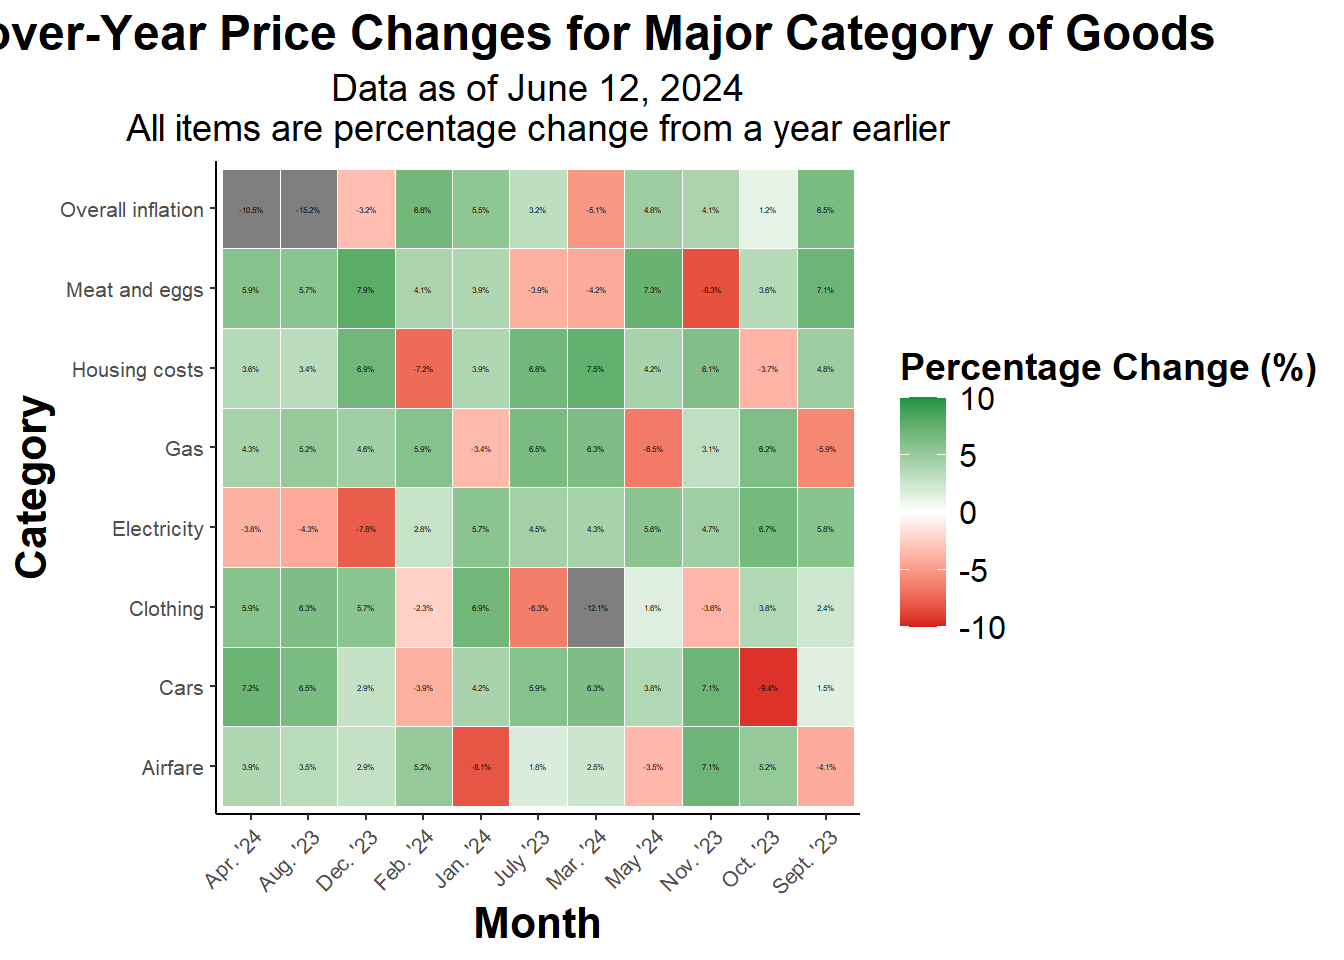 over-Year Price Changes for Major Category of Goods
Data as of June 12, 2024
All items are percentage change from a year earlier
Category
Overall inflation -10.5% -15.2% -3.2% 6.8% 5.5% 3.2% -5.1% 4.8% 4.1% 1.2% 6.5%
Meat and eggs 5.9% 5.7% 7.9% 4.1% 3.9% -3.9% -4.2% 7.3% -8.3% 3.6% 7.1%
Housing costs 3.6% 3.4% 6.9% -7.2% 3.9% 6.8% 7.5% 4.2% 6.1% -3.7% 4.8%
Gas 4.3% 5.2% 4.6% 5.9% -3.4% 6.5% 6.3% -6.5% 3.1% 6.2% -5.9%
Electricity -3.8% -4.3% -7.8% 2.8% 5.7% 4.5% 4.3% 5.6% 4.7% 6.7% 5.8%
Clothing 5.9% 6.3% 5.7% -2.3% 6.9% -6.3% -12.1% 1.6% -3.6% 3.8% 2.4%
Cars 7.2% 6.5% 2.9% -3.9% 4.2% 5.9% 6.3% 3.8% 7.1% -9.4% 1.5%
Airfare 3.9% 3.5% 2.9% 5.2% -8.1% 1.8% 2.5% -3.5% 7.1% 5.2% -4.1%
Apr. '24 Aug. '23 Dec. '23 Feb. '24 Jan. '24 July '23 Mar. '24 May '24 Nov. '23 Oct. '23 Sept. '23
Month
Percentage Change (%)
10
5
0
-5
-10